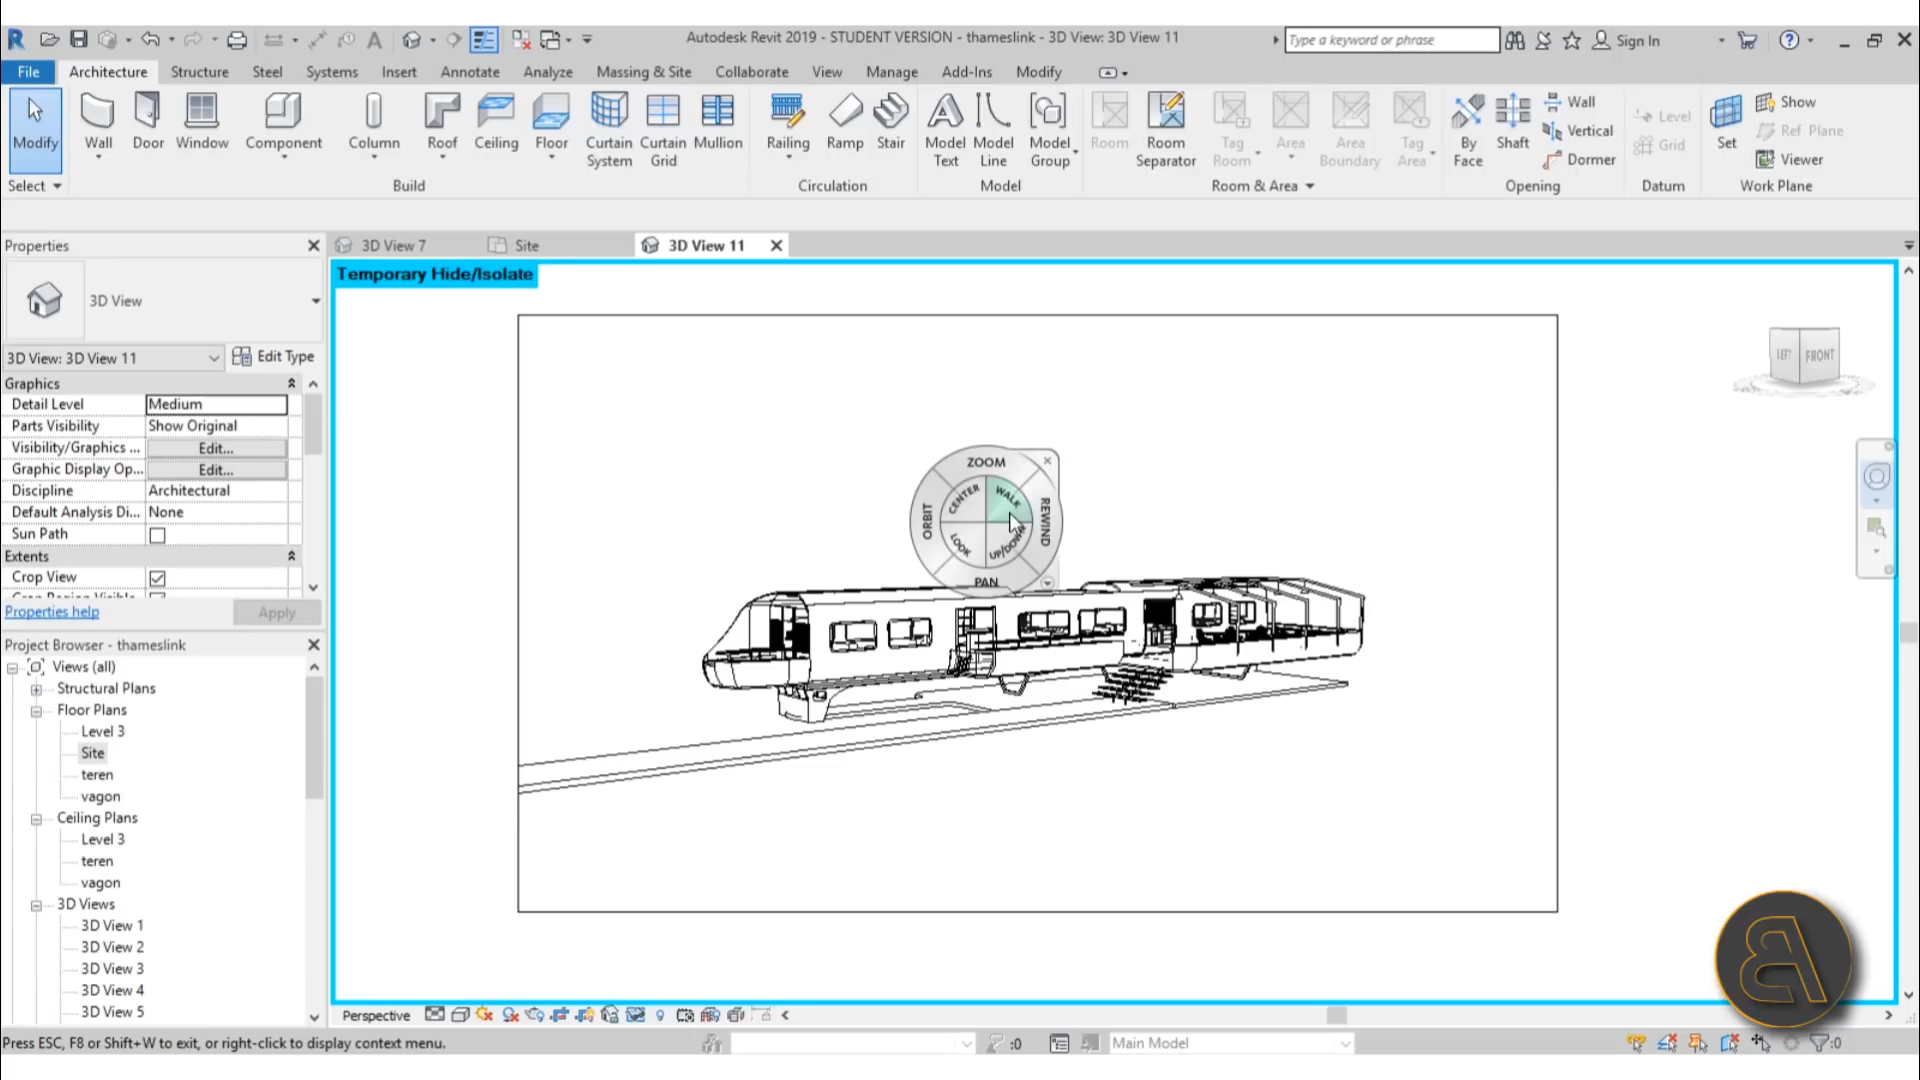 Autodesk Revit 2019 - STUDENT VERSION - thameslink - 3D View: 3D View 11
Type a keyword or phrase
Sign In
File Architecture Structure Steel Systems Insert Annotate Analyze Massing & Site Collaborate View Manage Add-Ins Modify
Modify
Wall
Door
Window
Component
Column
Roof
Ceiling
Floor
Curtain System
Curtain Grid
Mullion
Railing
Ramp
Stair
Model Text
Model Line
Model Group
Room
Room Separator
Tag Room
Area
Area Boundary
Tag Area
By Face
Shaft
Wall
Vertical
Dormer
Level
Grid
Set
Show
Ref Plane
Viewer
Select
Build
Circulation
Model
Room & Area
Opening
Datum
Work Plane
Properties
3D View 7
Site
3D View 11
3D View
3D View: 3D View 11
Edit Type
Graphics
Detail Level Medium
Parts Visibility Show Original
Visibility/Graphics ... Edit...
Graphic Display Op... Edit...
Discipline Architectural
Default Analysis Di... None
Sun Path
Extents
Crop View
Properties help
Apply
Project Browser - thameslink
Views (all)
Structural Plans
Floor Plans
Level 3
Site
teren
vagon
Ceiling Plans
Level 3
teren
vagon
3D Views
3D View 1
3D View 2
3D View 3
3D View 4
3D View 5
Temporary Hide/Isolate
ZOOM
CENTER
WALK
ORBIT
REWIND
LOOK
UP/DOWN
PAN
LEFT
FRONT
Perspective
Press ESC, F8 or Shift+W to exit, or right-click to display context menu.
:0
Main Model
:0